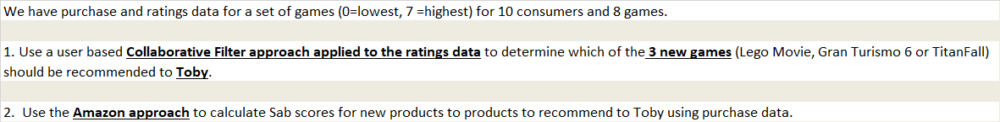 We have purchase and ratings data for a set of games (0=lowest, 7 =highest) for 10 consumers and 8 games.
1. Use a user based Collaborative Filter approach applied to the ratings data to determine which of the 3 new games (Lego Movie, Gran Turismo 6 or TitanFall)
should be recommended to Toby.
2.  Use the Amazon approach to calculate Sab scores for new products to products to recommend to Toby using purchase data.